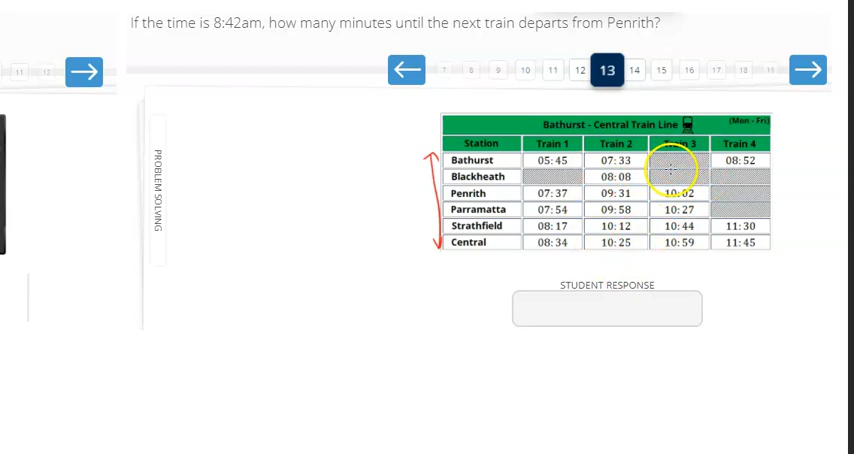 If the time is 8:42am, how many minutes until the next train departs from Penrith?
11 12
7 8 9 10 11 12 13 14 15 16 17 18 19
PROBLEM SOLVING
Bathurst - Central Train Line (Mon - Fri)
Station Train 1 Train 2 Train 3 Train 4
Bathurst 05:45 07:33 08:52
Blackheath 08:08
Penrith 07:37 09:31 10:02
Parramatta 07:54 09:58 10:27
Strathfield 08:17 10:12 10:44 11:30
Central 08:34 10:25 10:59 11:45
STUDENT RESPONSE